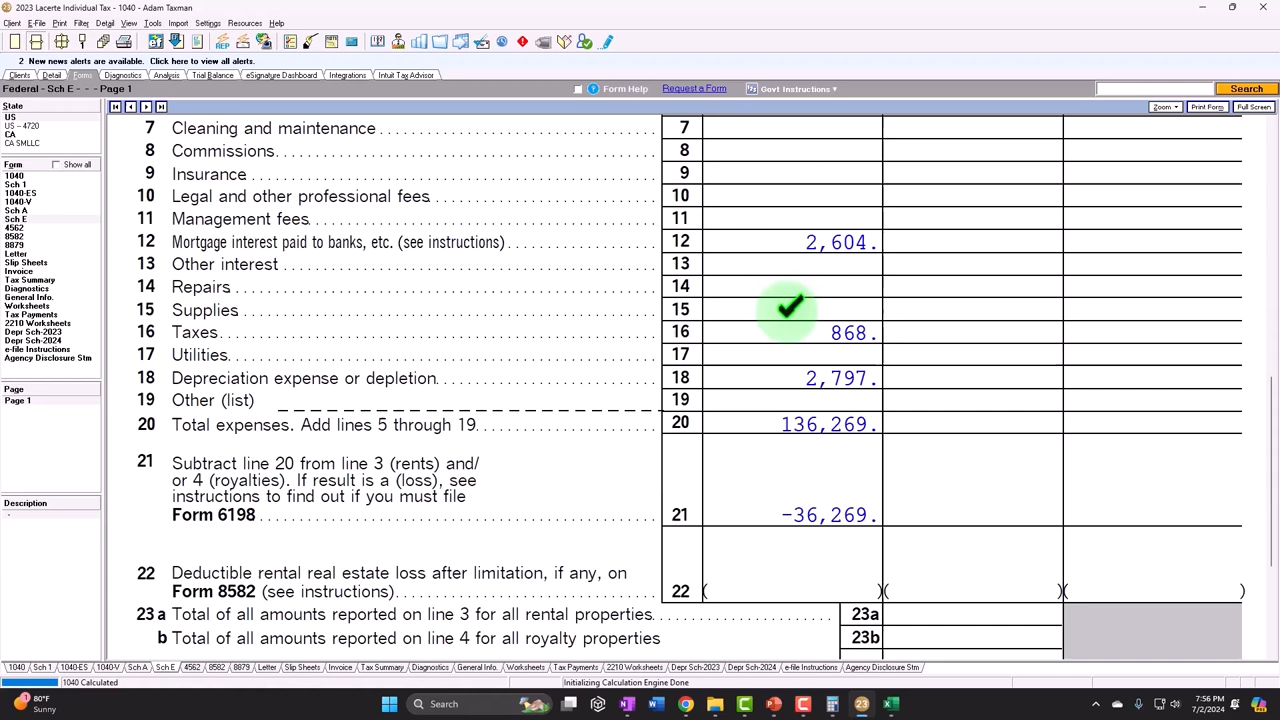 2023 Lacerte Individual Tax - 1040 - Adam Taxman
Client E-File Print Filter Detail View Tools Import Settings Resources Help
REP
2 New news alerts are available. Click here to view all alerts.
Clients Detail Forms Diagnostics Analysis Trial Balance eSignature Dashboard Integrations Intuit Tax Advisor
Federal - Sch E - - - Page 1
Form Help Request a Form Govt Instructions Search
Zoom Print Form Full Screen
State
US
US - 4720
CA
CA SMLLC
Form Show all
1040
Sch 1
1040-ES
1040-V
Sch A
Sch E
4562
8582
8879
Letter
Slip Sheets
Invoice
Tax Summary
Diagnostics
General Info.
Worksheets
Tax Payments
2210 Worksheets
Depr Sch-2023
Depr Sch-2024
e-file Instructions
Agency Disclosure Stm
Page
Page 1
Description
7 Cleaning and maintenance 7
8 Commissions 8
9 Insurance 9
10 Legal and other professional fees 10
11 Management fees 11
12 Mortgage interest paid to banks, etc. (see instructions) 12 2,604.
13 Other interest 13
14 Repairs 14
15 Supplies 15
16 Taxes 16 868.
17 Utilities 17
18 Depreciation expense or depletion 18 2,797.
19 Other (list) 19
20 Total expenses. Add lines 5 through 19 20 136,269.
21 Subtract line 20 from line 3 (rents) and/
or 4 (royalties). If result is a (loss), see
instructions to find out if you must file
Form 6198 21 -36,269.
22 Deductible rental real estate loss after limitation, if any, on
Form 8582 (see instructions) 22 ( ) ( ) ( )
23 a Total of all amounts reported on line 3 for all rental properties 23a
b Total of all amounts reported on line 4 for all royalty properties 23b
1040 Sch 1 1040-ES 1040-V Sch A Sch E 4562 8582 8879 Letter Slip Sheets Invoice Tax Summary Diagnostics General Info. Worksheets Tax Payments 2210 Worksheets Depr Sch-2023 Depr Sch-2024 e-file Instructions Agency Disclosure Stm
1040 Calculated Initializing Calculation Engine Done
80°F
Sunny
Search
23
7:56 PM
7/2/2024